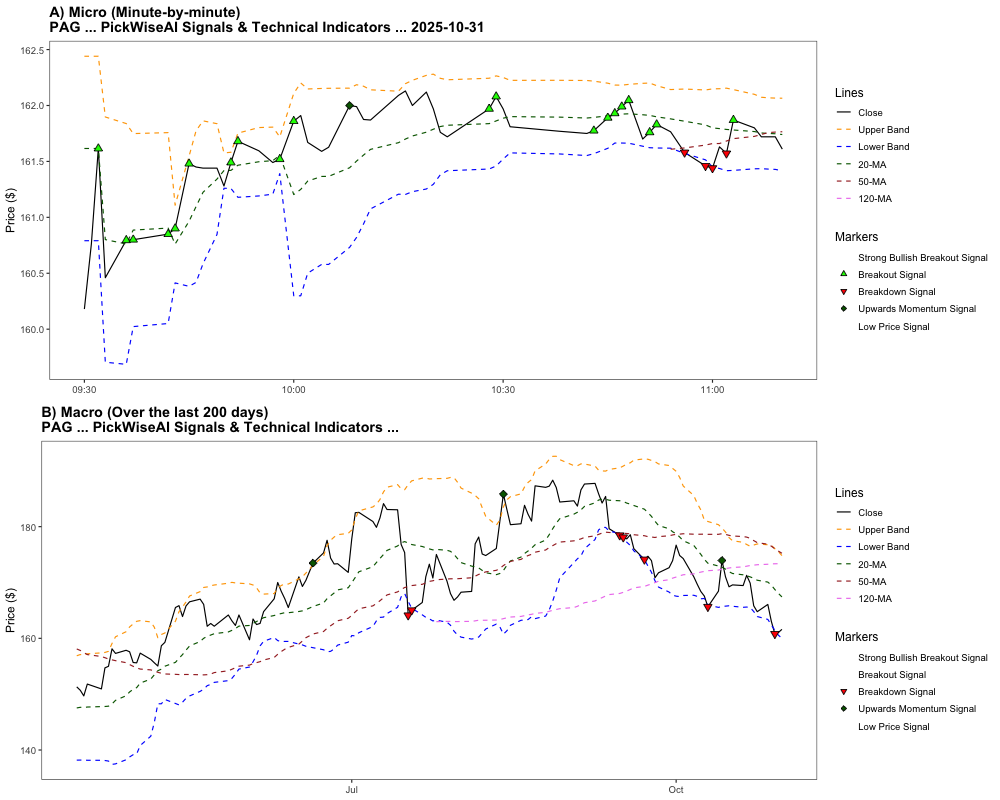 A) Micro (Minute-by-minute)
PAG ... PickWiseAI Signals & Technical Indicators ... 2025-10-31
162.5
162.0
161.5
161.0
160.5
160.0
Price ($)
09:30
10:00
10:30
11:00
Lines
Close
Upper Band
Lower Band
20-MA
50-MA
120-MA
Markers
Strong Bullish Breakout Signal
Breakout Signal
Breakdown Signal
Upwards Momentum Signal
Low Price Signal
B) Macro (Over the last 200 days)
PAG ... PickWiseAI Signals & Technical Indicators ...
180
160
140
Price ($)
Jul
Oct
Lines
Close
Upper Band
Lower Band
20-MA
50-MA
120-MA
Markers
Strong Bullish Breakout Signal
Breakout Signal
Breakdown Signal
Upwards Momentum Signal
Low Price Signal